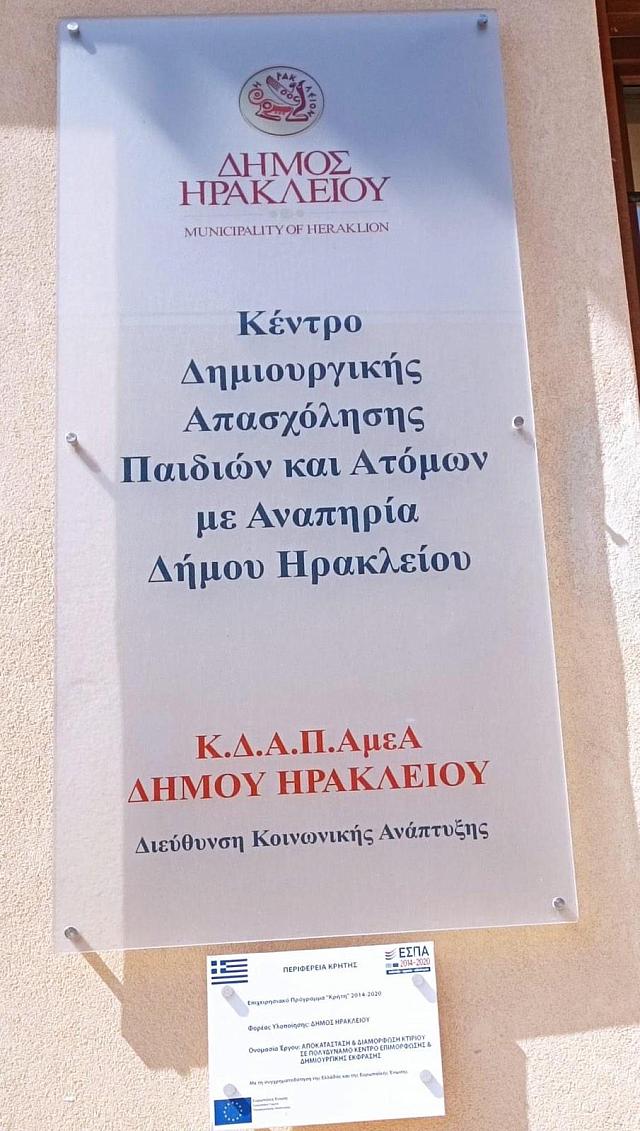 ΗΡΑΚΛΕΙΟΝ
ΔΗΜΟΣ
ΗΡΑΚΛΕΙΟΥ
MUNICIPALITY OF HERAKLION
Κέντρο
Δημιουργικής
Απασχόλησης
Παιδιών και Ατόμων
με Αναπηρία
Δήμου Ηρακλείου
Κ.Δ.Α.Π.ΑμεΑ
ΔΗΜΟΥ ΗΡΑΚΛΕΙΟΥ
Διεύθυνση Κοινωνικής Ανάπτυξης
ΠΕΡΙΦΕΡΕΙΑ ΚΡΗΤΗΣ
ΕΣΠΑ
2014-2020
Επιχειρησιακό Πρόγραμμα "Κρήτη" 2014-2020
Φορέας Υλοποίησης: ΔΗΜΟΣ ΗΡΑΚΛΕΙΟΥ
Ονομασία Έργου: ΑΠΟΚΑΤΑΣΤΑΣΗ & ΔΙΑΜΟΡΦΩΣΗ ΚΤΙΡΙΟΥ
ΣΕ ΠΟΛΥΔΥΝΑΜΟ ΚΕΝΤΡΟ ΕΠΙΜΟΡΦΩΣΗΣ &
ΔΗΜΙΟΥΡΓΙΚΗΣ ΕΚΦΡΑΣΗΣ
Με τη συγχρηματοδότηση της Ελλάδας και της Ευρωπαϊκής Ένωσης
Ευρωπαϊκή Ένωση